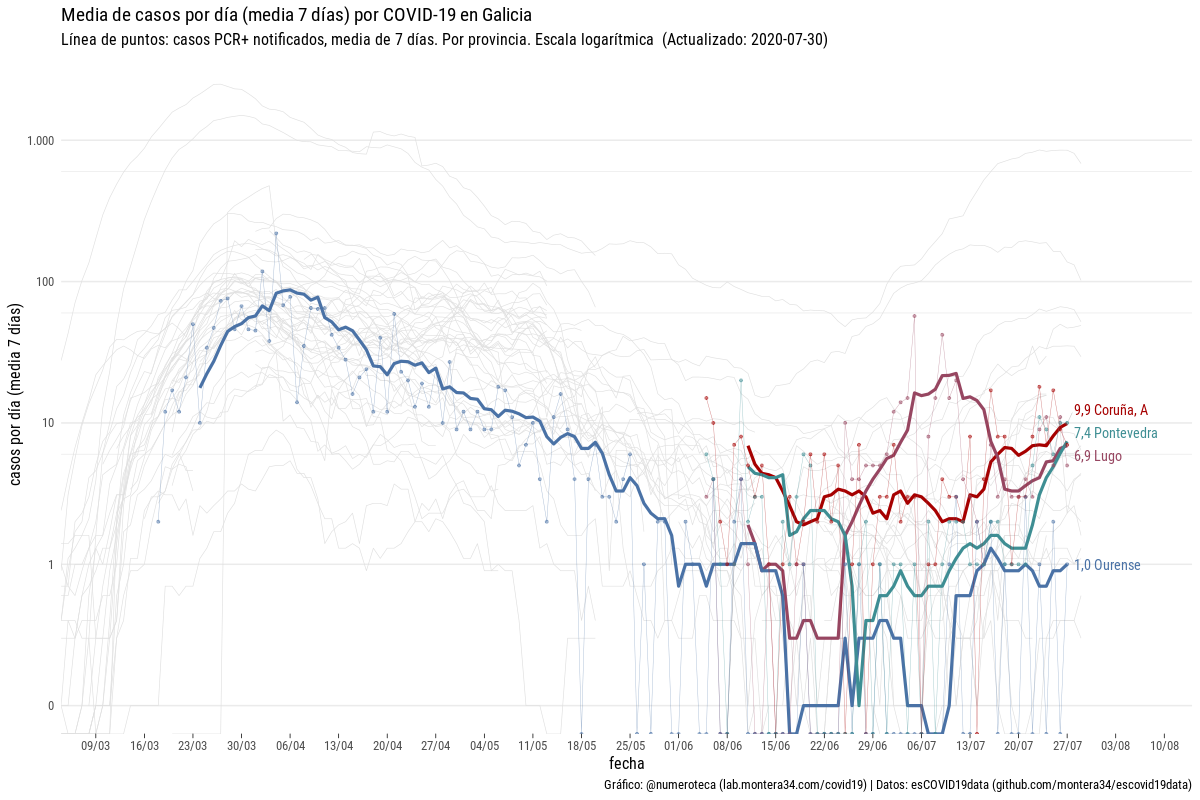 Media de casos por día (media 7 días) por COVID-19 en Galicia
Línea de puntos: casos PCR+ notificados, media de 7 días. Por provincia. Escala logarítmica  (Actualizado: 2020-07-30)
casos por día (media 7 días)
1.000
100
10
1
0
9,9 Coruña, A
7,4 Pontevedra
6,9 Lugo
1,0 Ourense
09/03 16/03 23/03 30/03 06/04 13/04 20/04 27/04 04/05 11/05 18/05 25/05 01/06 08/06 15/06 22/06 29/06 06/07 13/07 20/07 27/07 03/08 10/08
fecha
Gráfico: @numeroteca (lab.montera34.com/covid19) | Datos: esCOVID19data (github.com/montera34/escovid19data)